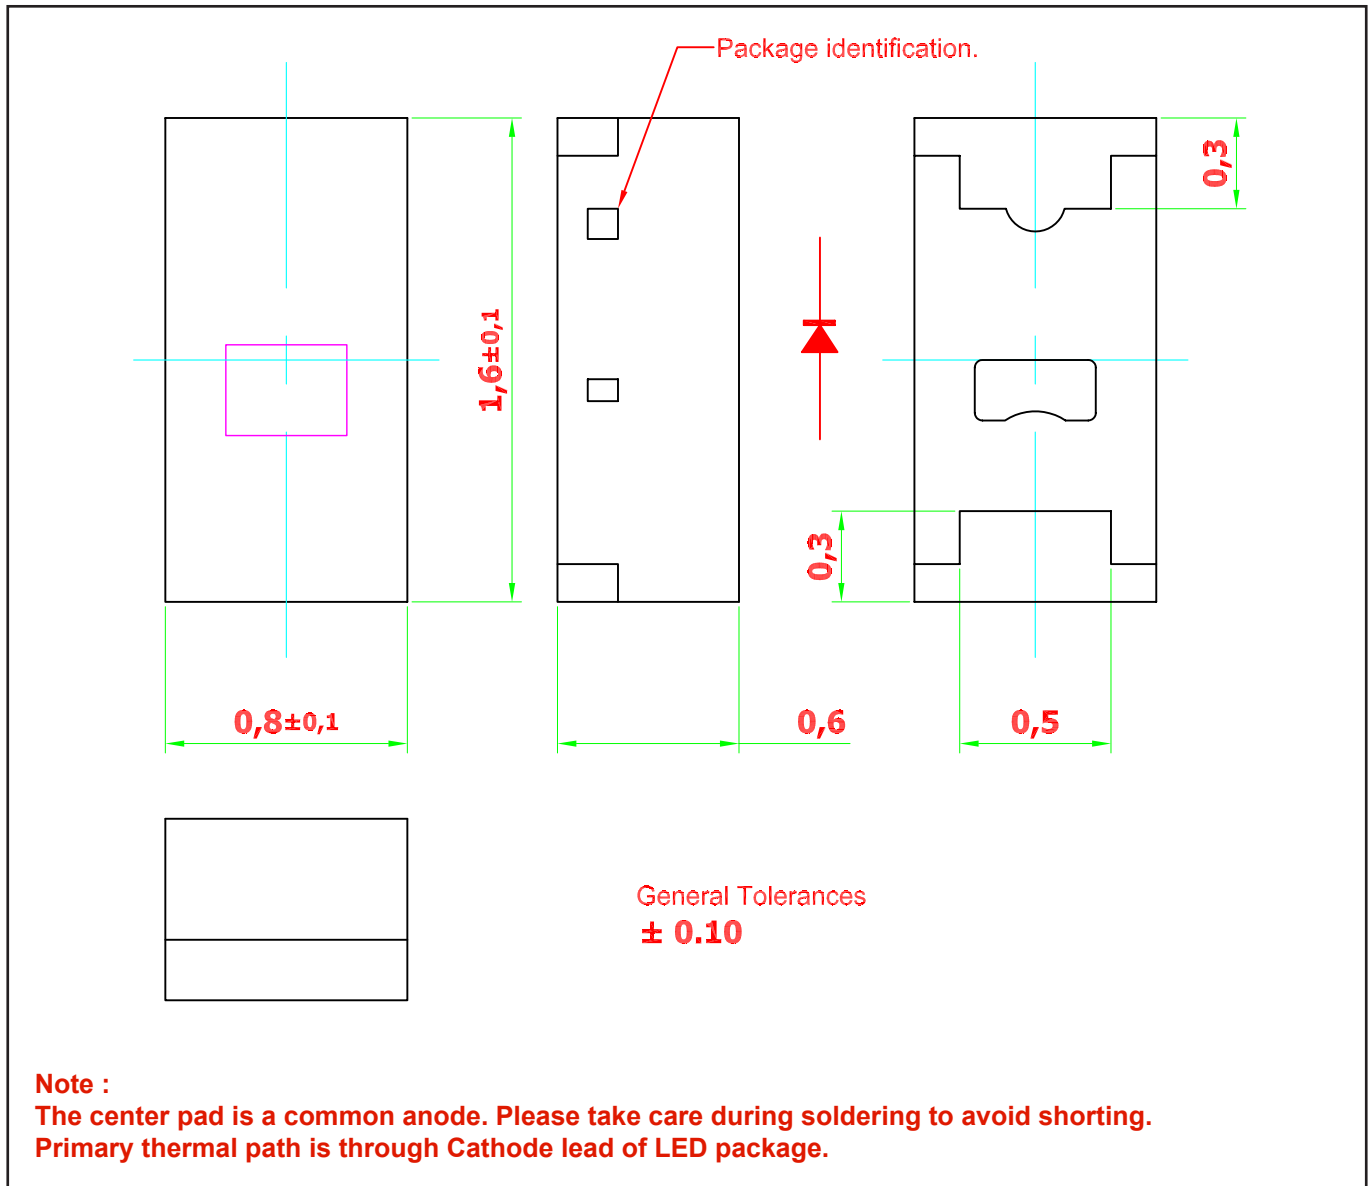 Package identification.
0,3
1,6±0,1
0,3
0,8±0,1
0,6
0,5
General Tolerances
± 0.10
Note :
The center pad is a common anode. Please take care during soldering to avoid shorting.
Primary thermal path is through Cathode lead of LED package.